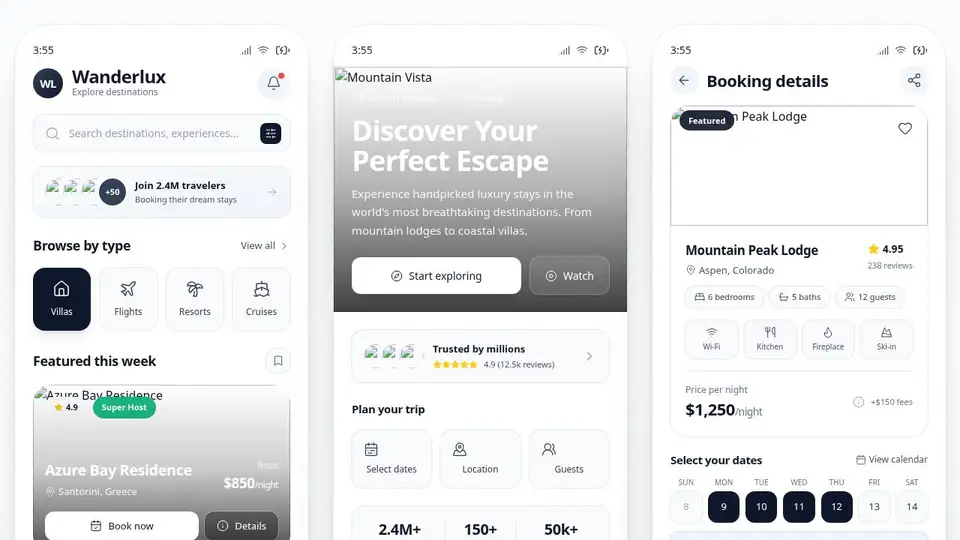 3:55
WL
Wanderlux
Explore destinations
Search destinations, experiences...
+50
Join 2.4M travelers
Booking their dream stays
Browse by type
View all
Villas
Flights
Resorts
Cruises
Featured this week
Azure Bay Residence
4.9
Super Host
Azure Bay Residence
from
Santorini, Greece
$850/night
Book now
Details
3:55
Mountain Vista
Discover Your
Perfect Escape
Experience handpicked luxury stays in the
world's most breathtaking destinations. From
mountain lodges to coastal villas.
Start exploring
Watch
Trusted by millions
4.9 (12.5k reviews)
Plan your trip
Select dates
Location
Guests
2.4M+
150+
50k+
3:55
Booking details
Featured
Peak Lodge
Mountain Peak Lodge
4.95
Aspen, Colorado
238 reviews
6 bedrooms
5 baths
12 guests
Wi-Fi
Kitchen
Fireplace
Ski-in
Price per night
$1,250/night
+$150 fees
Select your dates
View calendar
SUN MON TUE WED THU FRI SAT
8 9 10 11 12 13 14